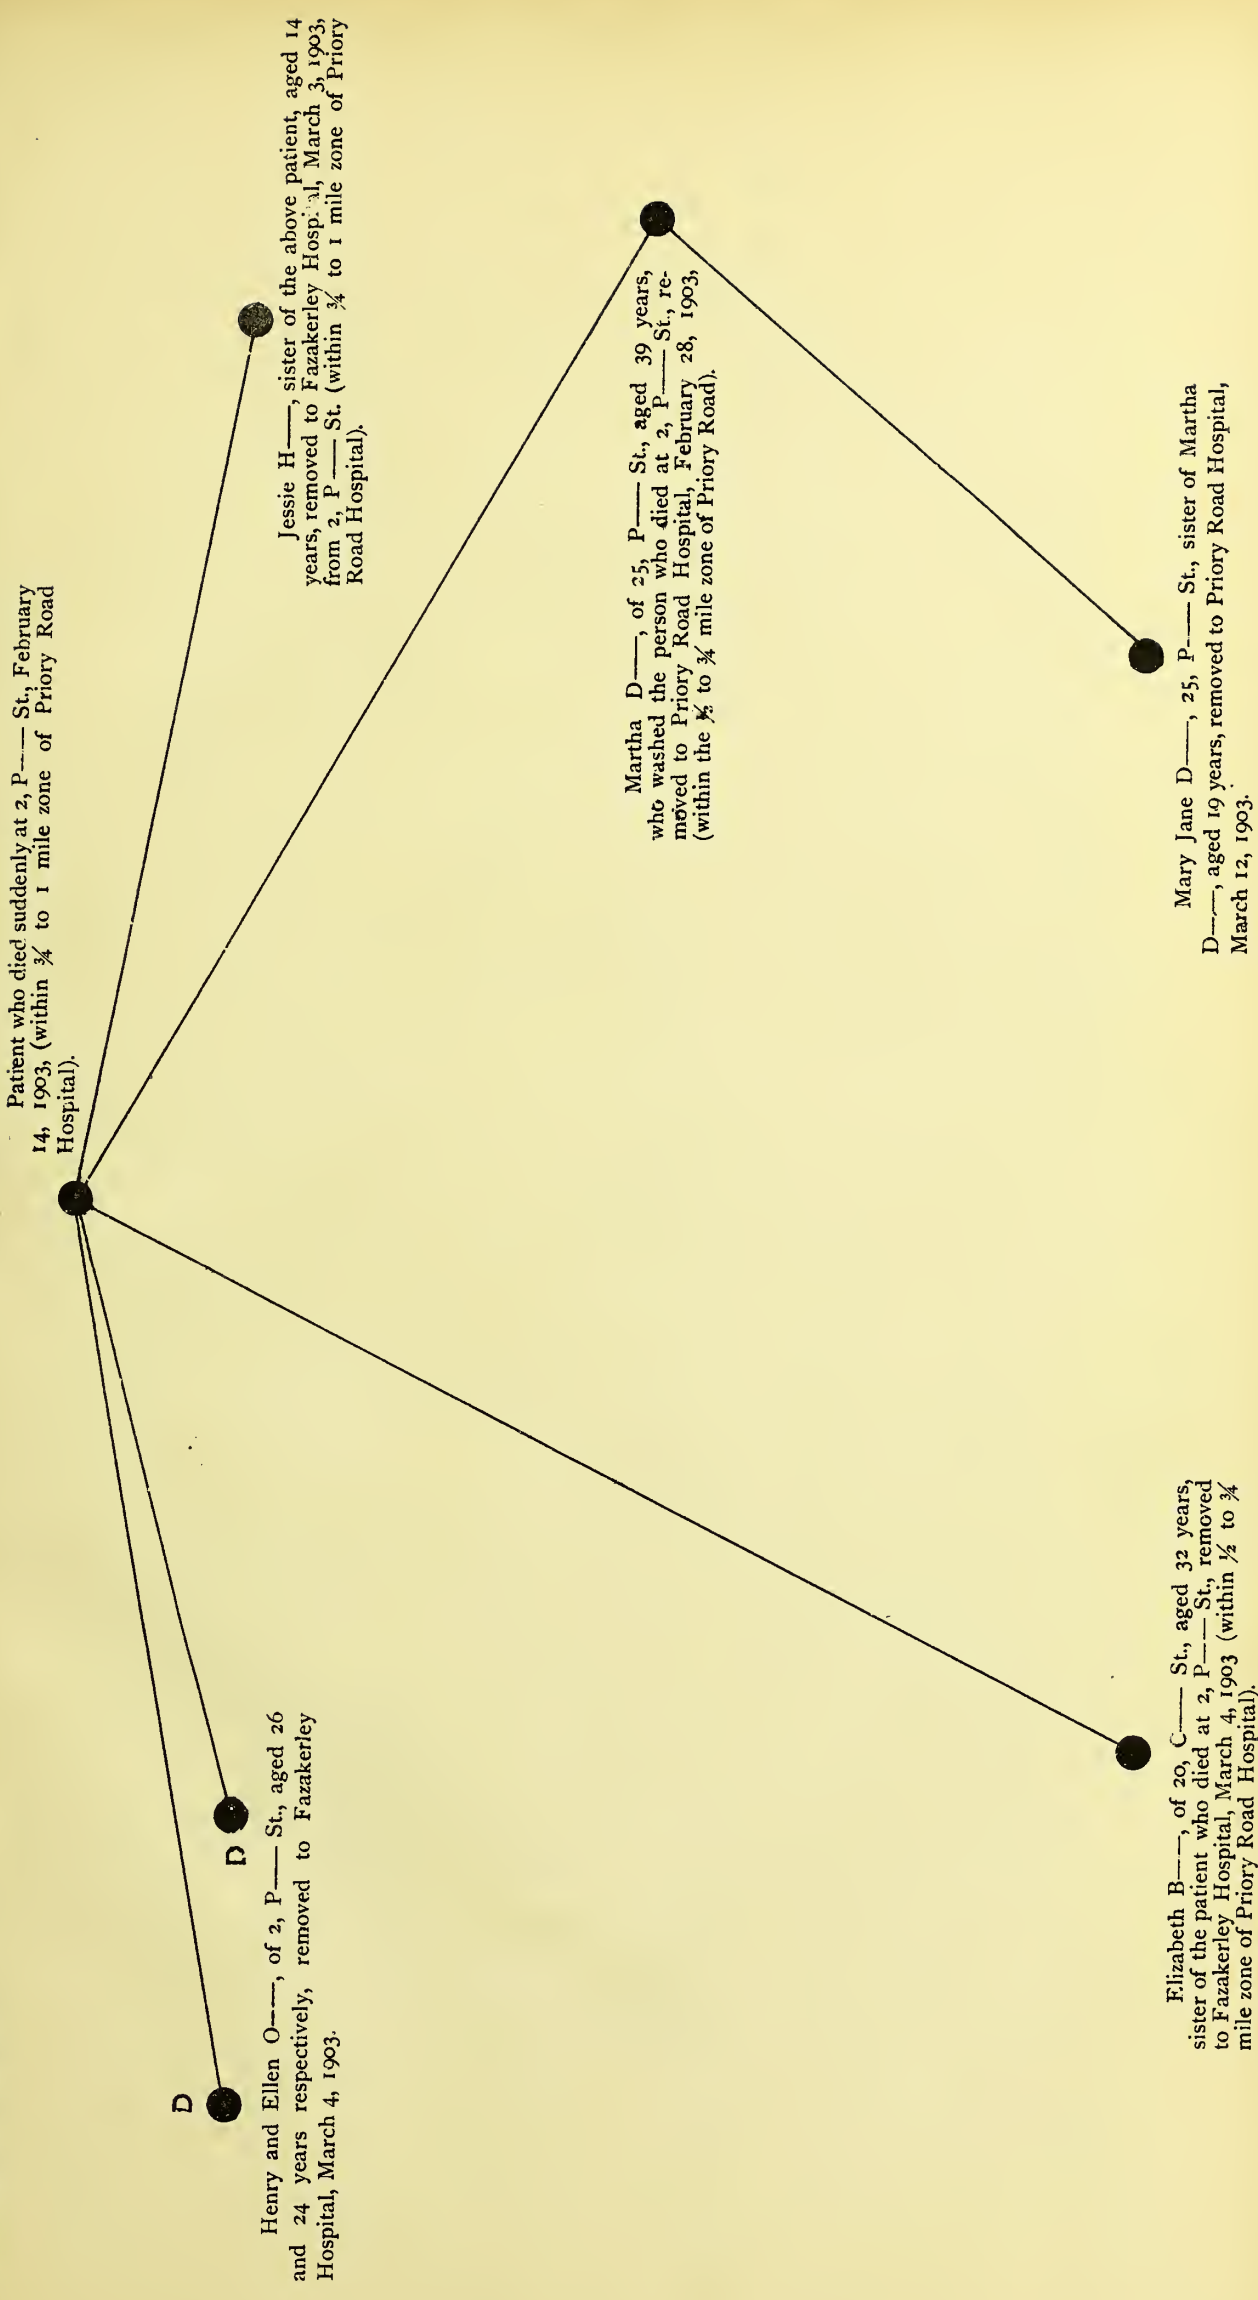 Patient who died suddenly at 2, P—— St., February
14, 1903, (within ¾ to 1 mile zone of Priory Road
Hospital).
D
D
Henry and Ellen O——, of 2, P—— St., aged 26
and 24 years respectively, removed to Fazakerley
Hospital, March 4, 1903.
Jessie H——, sister of the above patient, aged 14
years, removed to Fazakerley Hospital, March 3, 1903,
from 2, P—— St. (within ¾ to 1 mile zone of Priory
Road Hospital).
Martha D——, of 25, P—— St., aged 39 years,
who washed the person who died at 2, P—— St., re-
moved to Priory Road Hospital, February 28, 1903,
(within the ½ to ¾ mile zone of Priory Road).
Elizabeth B——, of 20, C—— St., aged 32 years,
sister of the patient who died at 2, P—— St., removed
to Fazakerley Hospital, March 4, 1903 (within ½ to ¾
mile zone of Priory Road Hospital).
Mary Jane D——, 25, P—— St., sister of Martha
D——, aged 19 years, removed to Priory Road Hospital,
March 12, 1903.